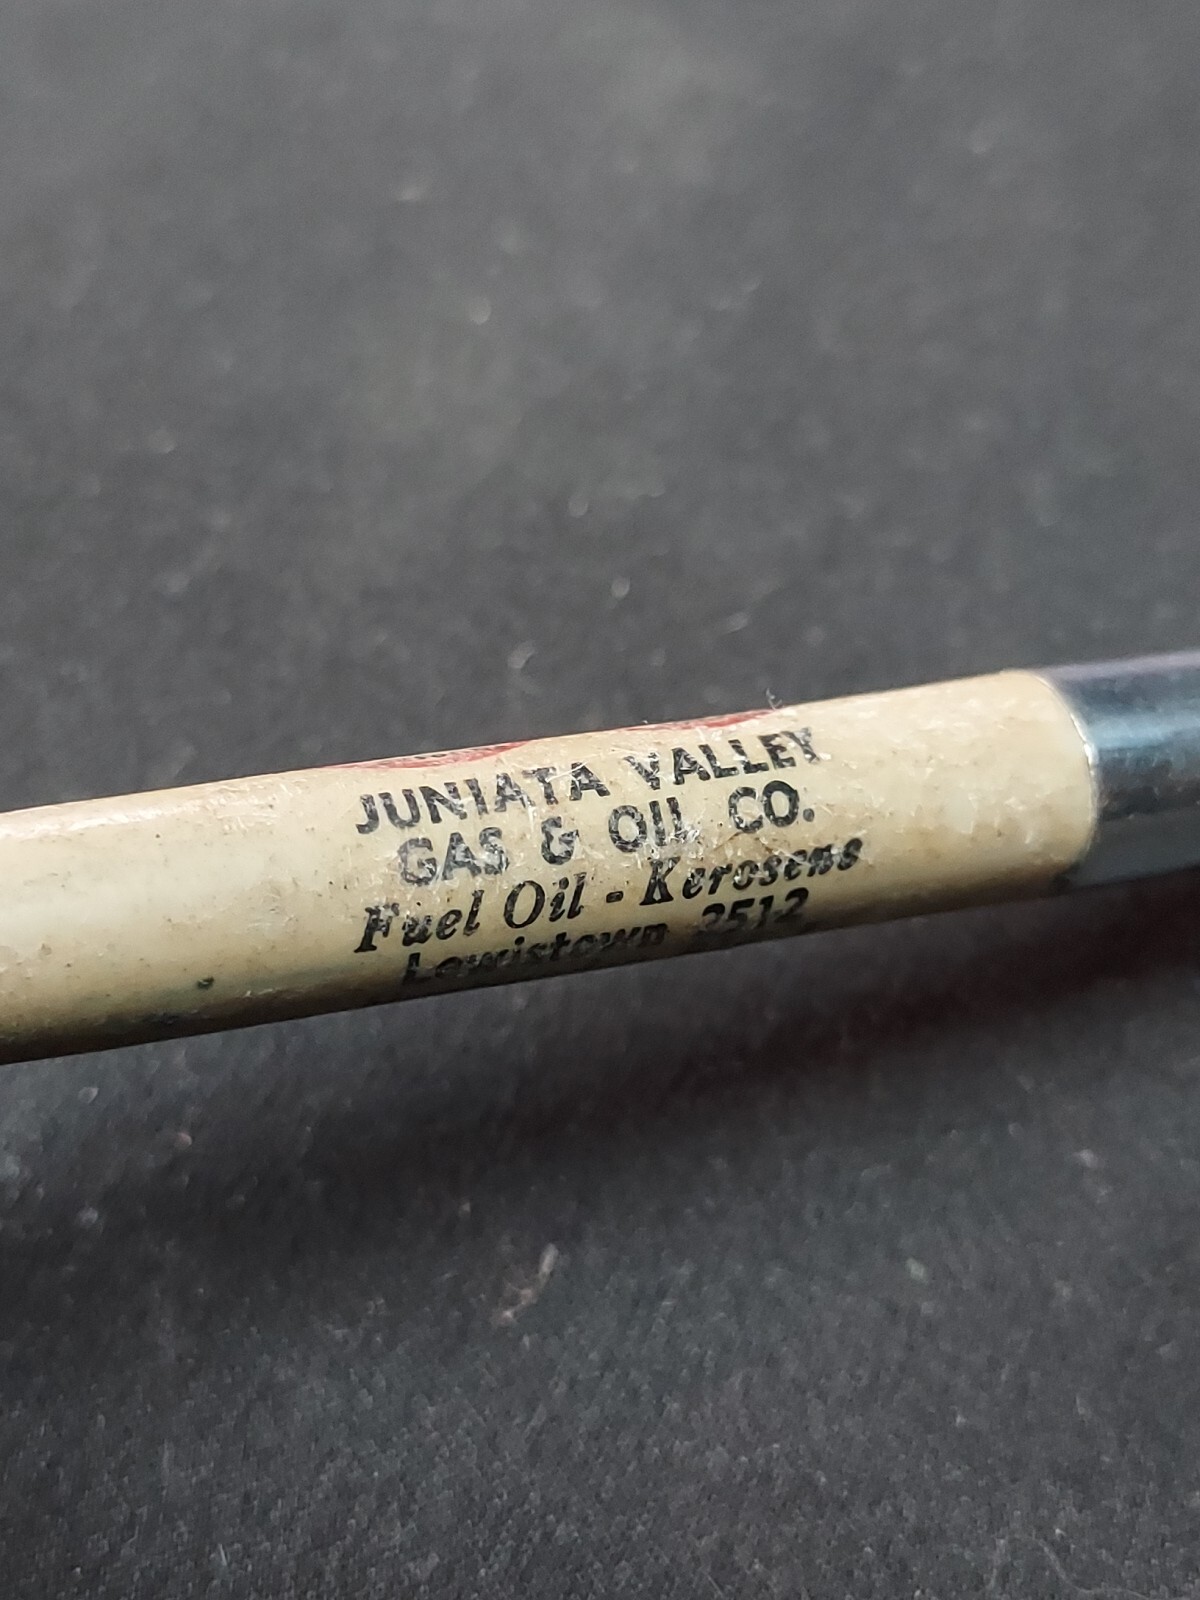 JUNIATA VALLEY
GAS & OIL CO.
Fuel Oil - Kerosene
Lewistown 2512